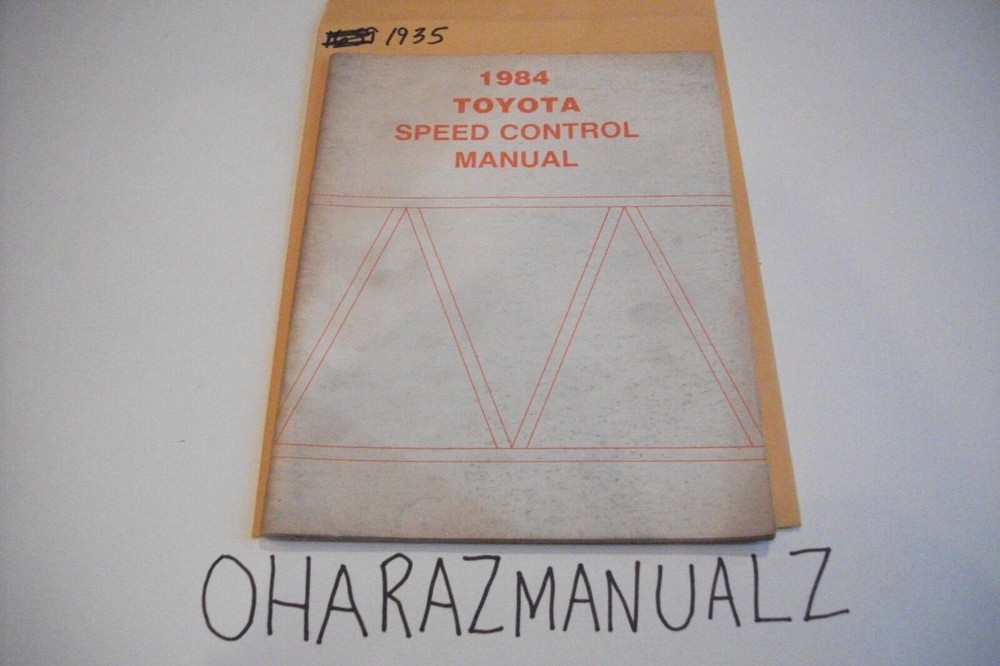 1935
1984
TOYOTA
SPEED CONTROL
MANUAL
OHARAZMANUALZ